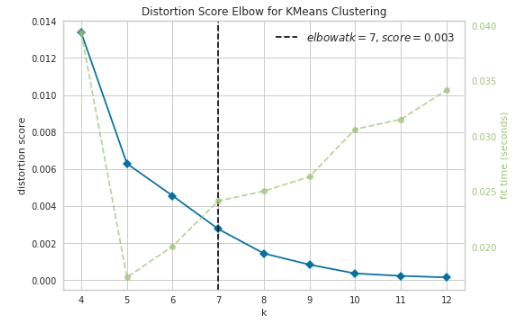 Distortion Score Elbow for KMeans Clustering
elbowatk = 7, score = 0.003
distortion score
0.014
0.012
0.010
0.008
0.006
0.004
0.002
0.000
4 5 6 7 8 9 10 11 12
k
0.040
0.035
0.030
0.025
0.020
fit time (seconds)